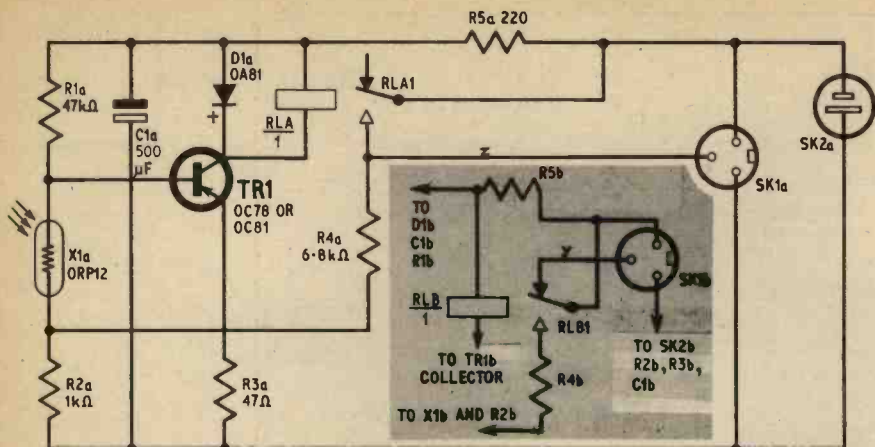 R5a 220
D1a
OA81
R1a
47kΩ
RLA1
+
RLA
1
C1a
500
μF
SK2a
z
SK1a
TR1
OC78 OR
OC81
R5b
TO
D1b
C1b
R1b
X1a
ORP12
R4a
6·8kΩ
Y
SK1b
RLB
1
RLB1
TO TR1b
COLLECTOR
TO SK2b
R2b, R3b,
C1b
R4b
R2a
1kΩ
R3a
47Ω
TO X1b AND R2b